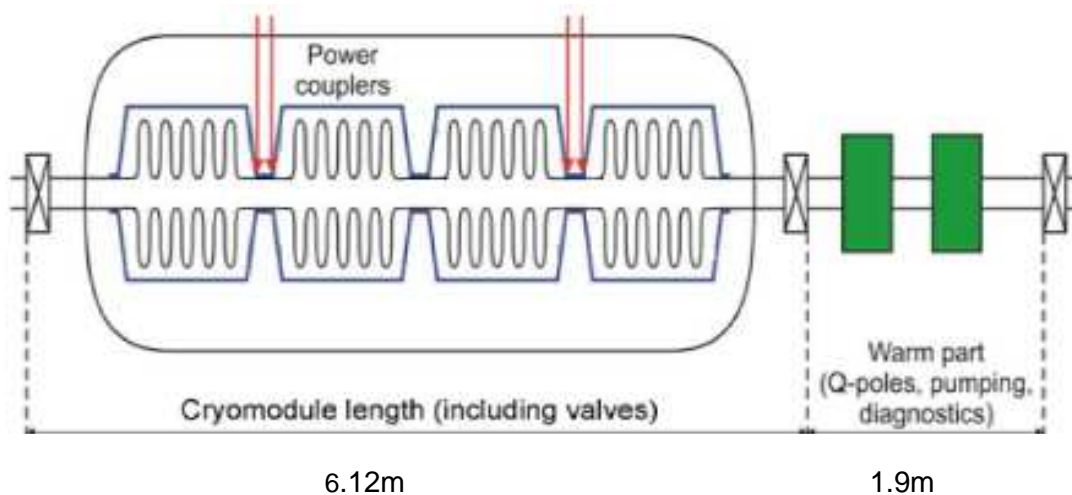 Power
couplers
Warm part
(Q-poles, pumping,
diagnostics)
Cryomodule length (including valves)
6.12m
1.9m